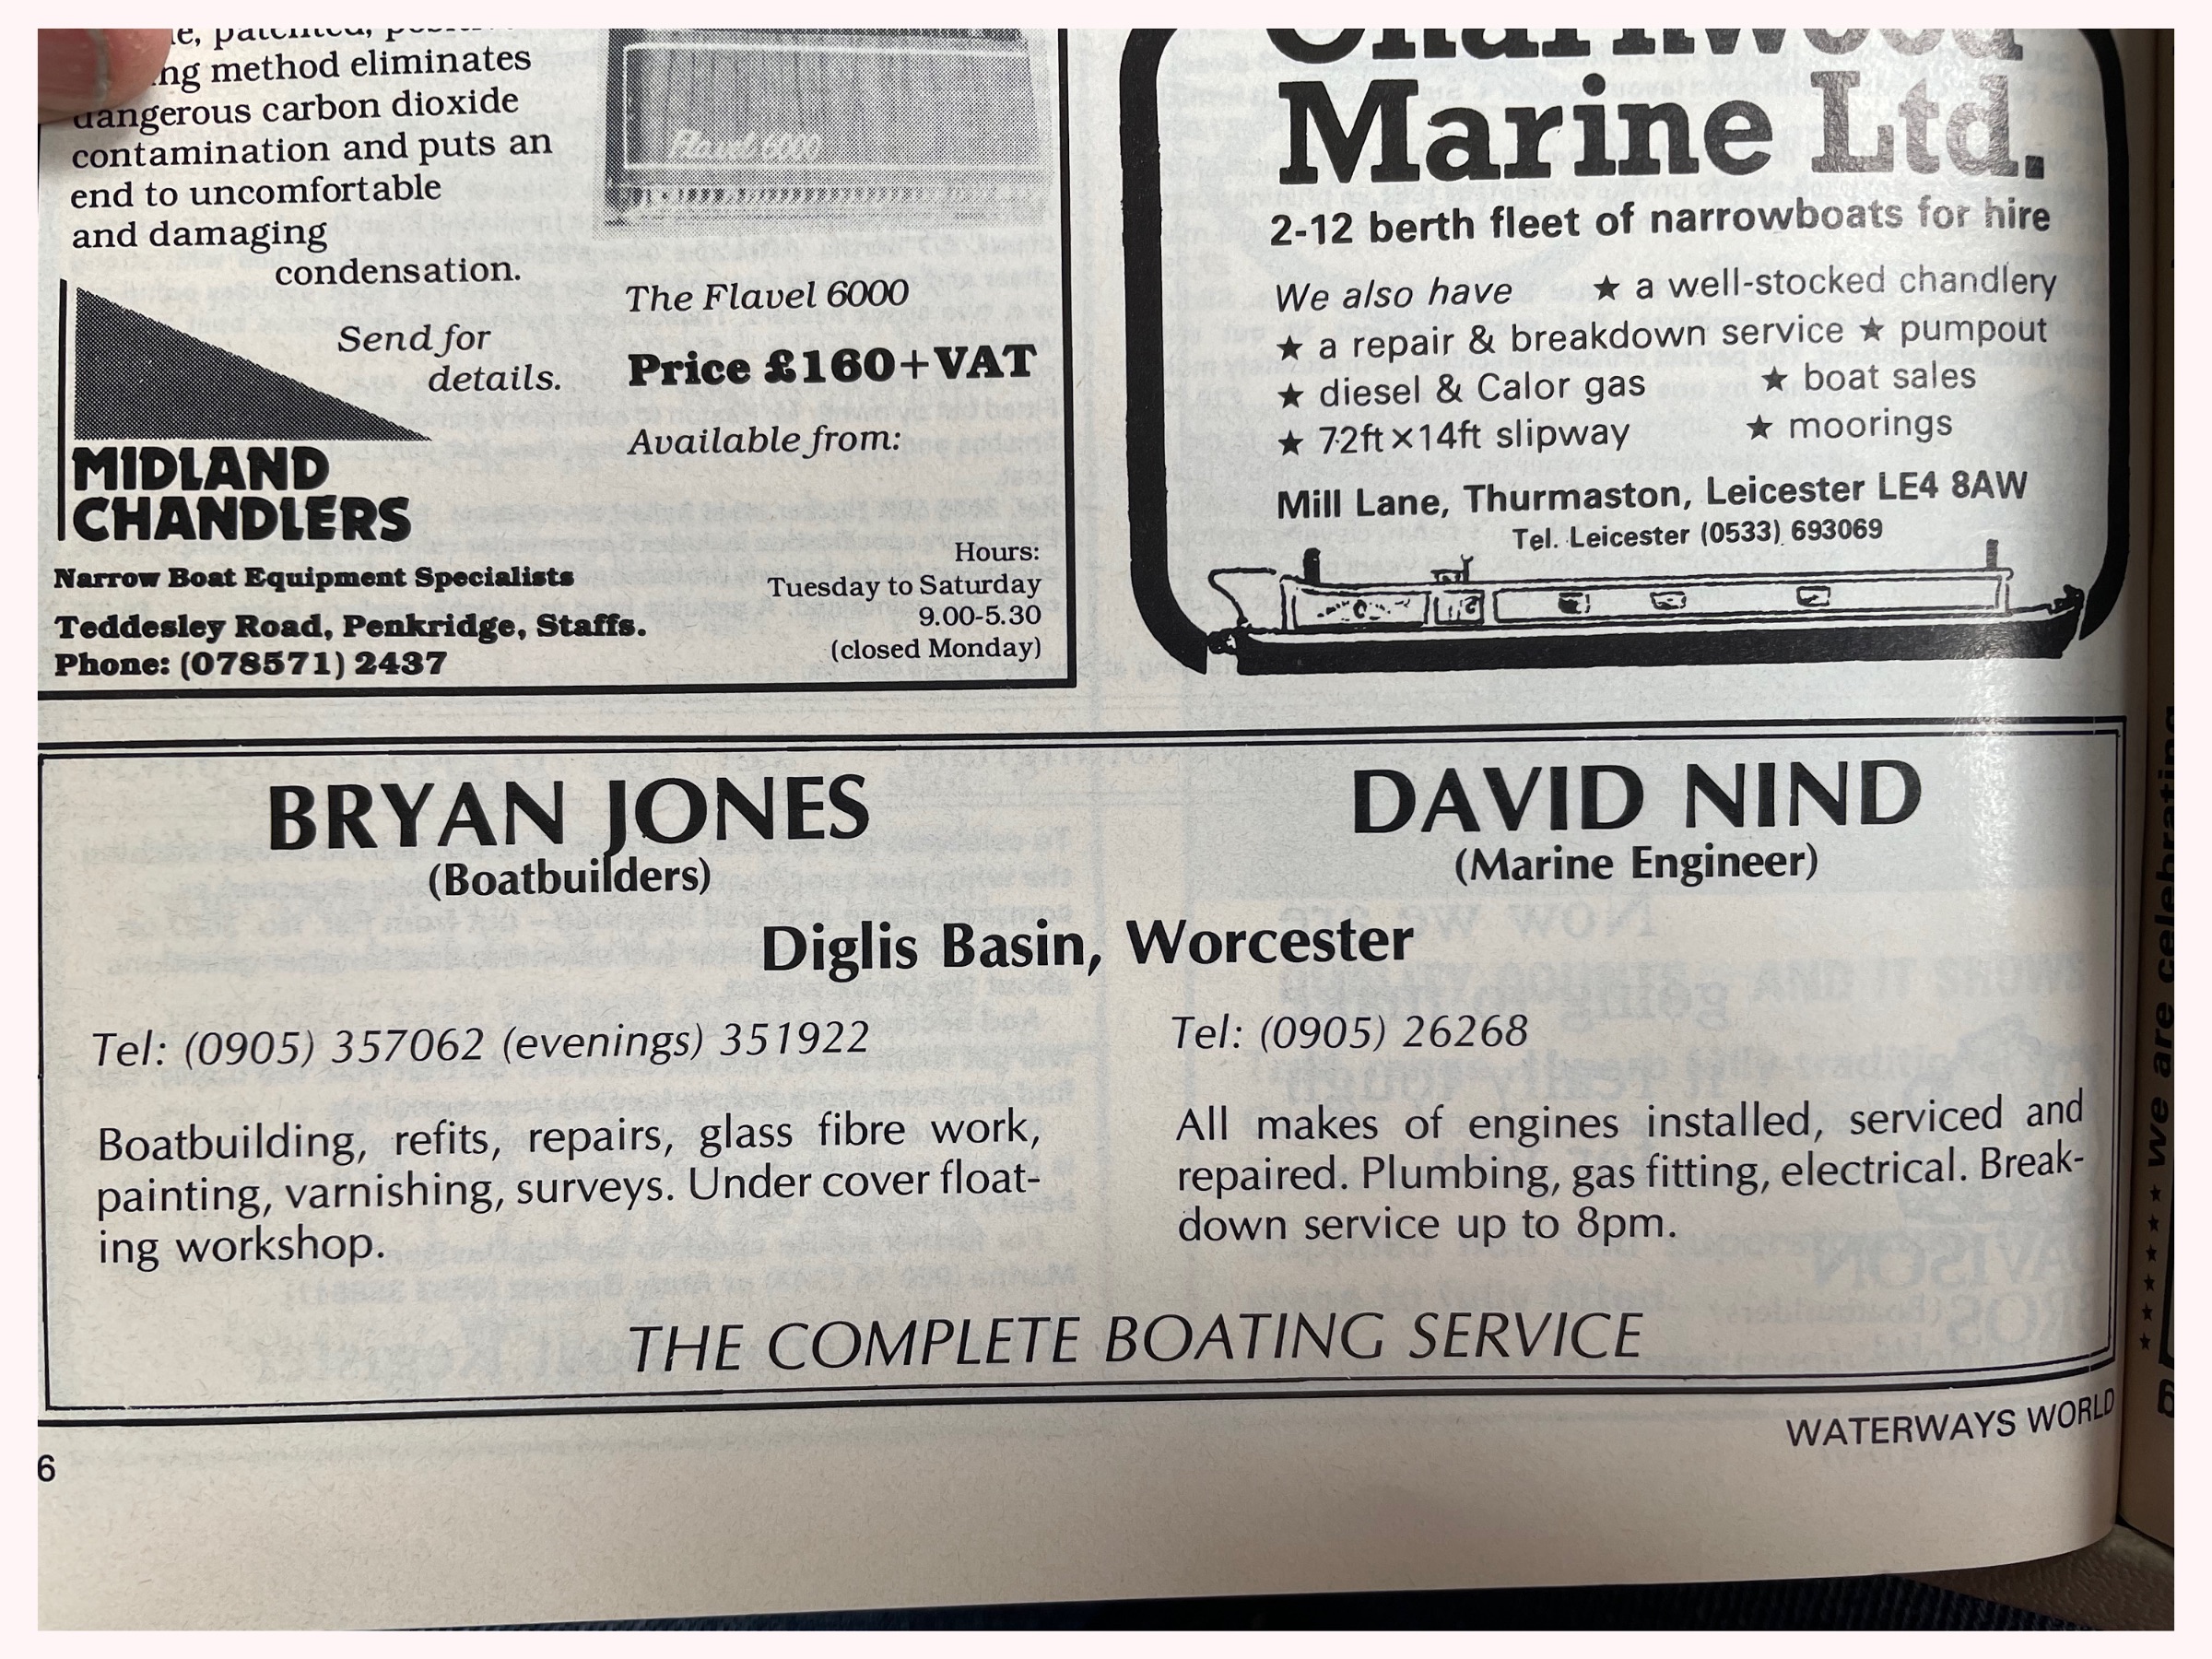 method eliminates
dangerous carbon dioxide
contamination and puts an
end to uncomfortable
and damaging
condensation.
Send for
details.
MIDLAND
CHANDLERS
Narrow Boat Equipment Specialists
Teddesley Road, Penkridge, Staffs.
Phone: (078571) 2437
Flavel 6000
The Flavel 6000
Price £160+VAT
Available from:
Hours:
Tuesday to Saturday
9.00-5.30
(closed Monday)
Charnwood
Marine Ltd.
2-12 berth fleet of narrowboats for hire
We also have ★ a well-stocked chandlery
★ a repair & breakdown service ★ pumpout
★ diesel & Calor gas ★ boat sales
★ 72ft×14ft slipway ★ moorings
Mill Lane, Thurmaston, Leicester LE4 8AW
Tel. Leicester (0533) 693069
BRYAN JONES
(Boatbuilders)
DAVID NIND
(Marine Engineer)
Diglis Basin, Worcester
Tel: (0905) 357062 (evenings) 351922
Tel: (0905) 26268
Boatbuilding, refits, repairs, glass fibre work,
painting, varnishing, surveys. Under cover float-
ing workshop.
All makes of engines installed, serviced and
repaired. Plumbing, gas fitting, electrical. Break-
down service up to 8pm.
THE COMPLETE BOATING SERVICE
WATERWAYS WORLD
6
★ we are celebrating